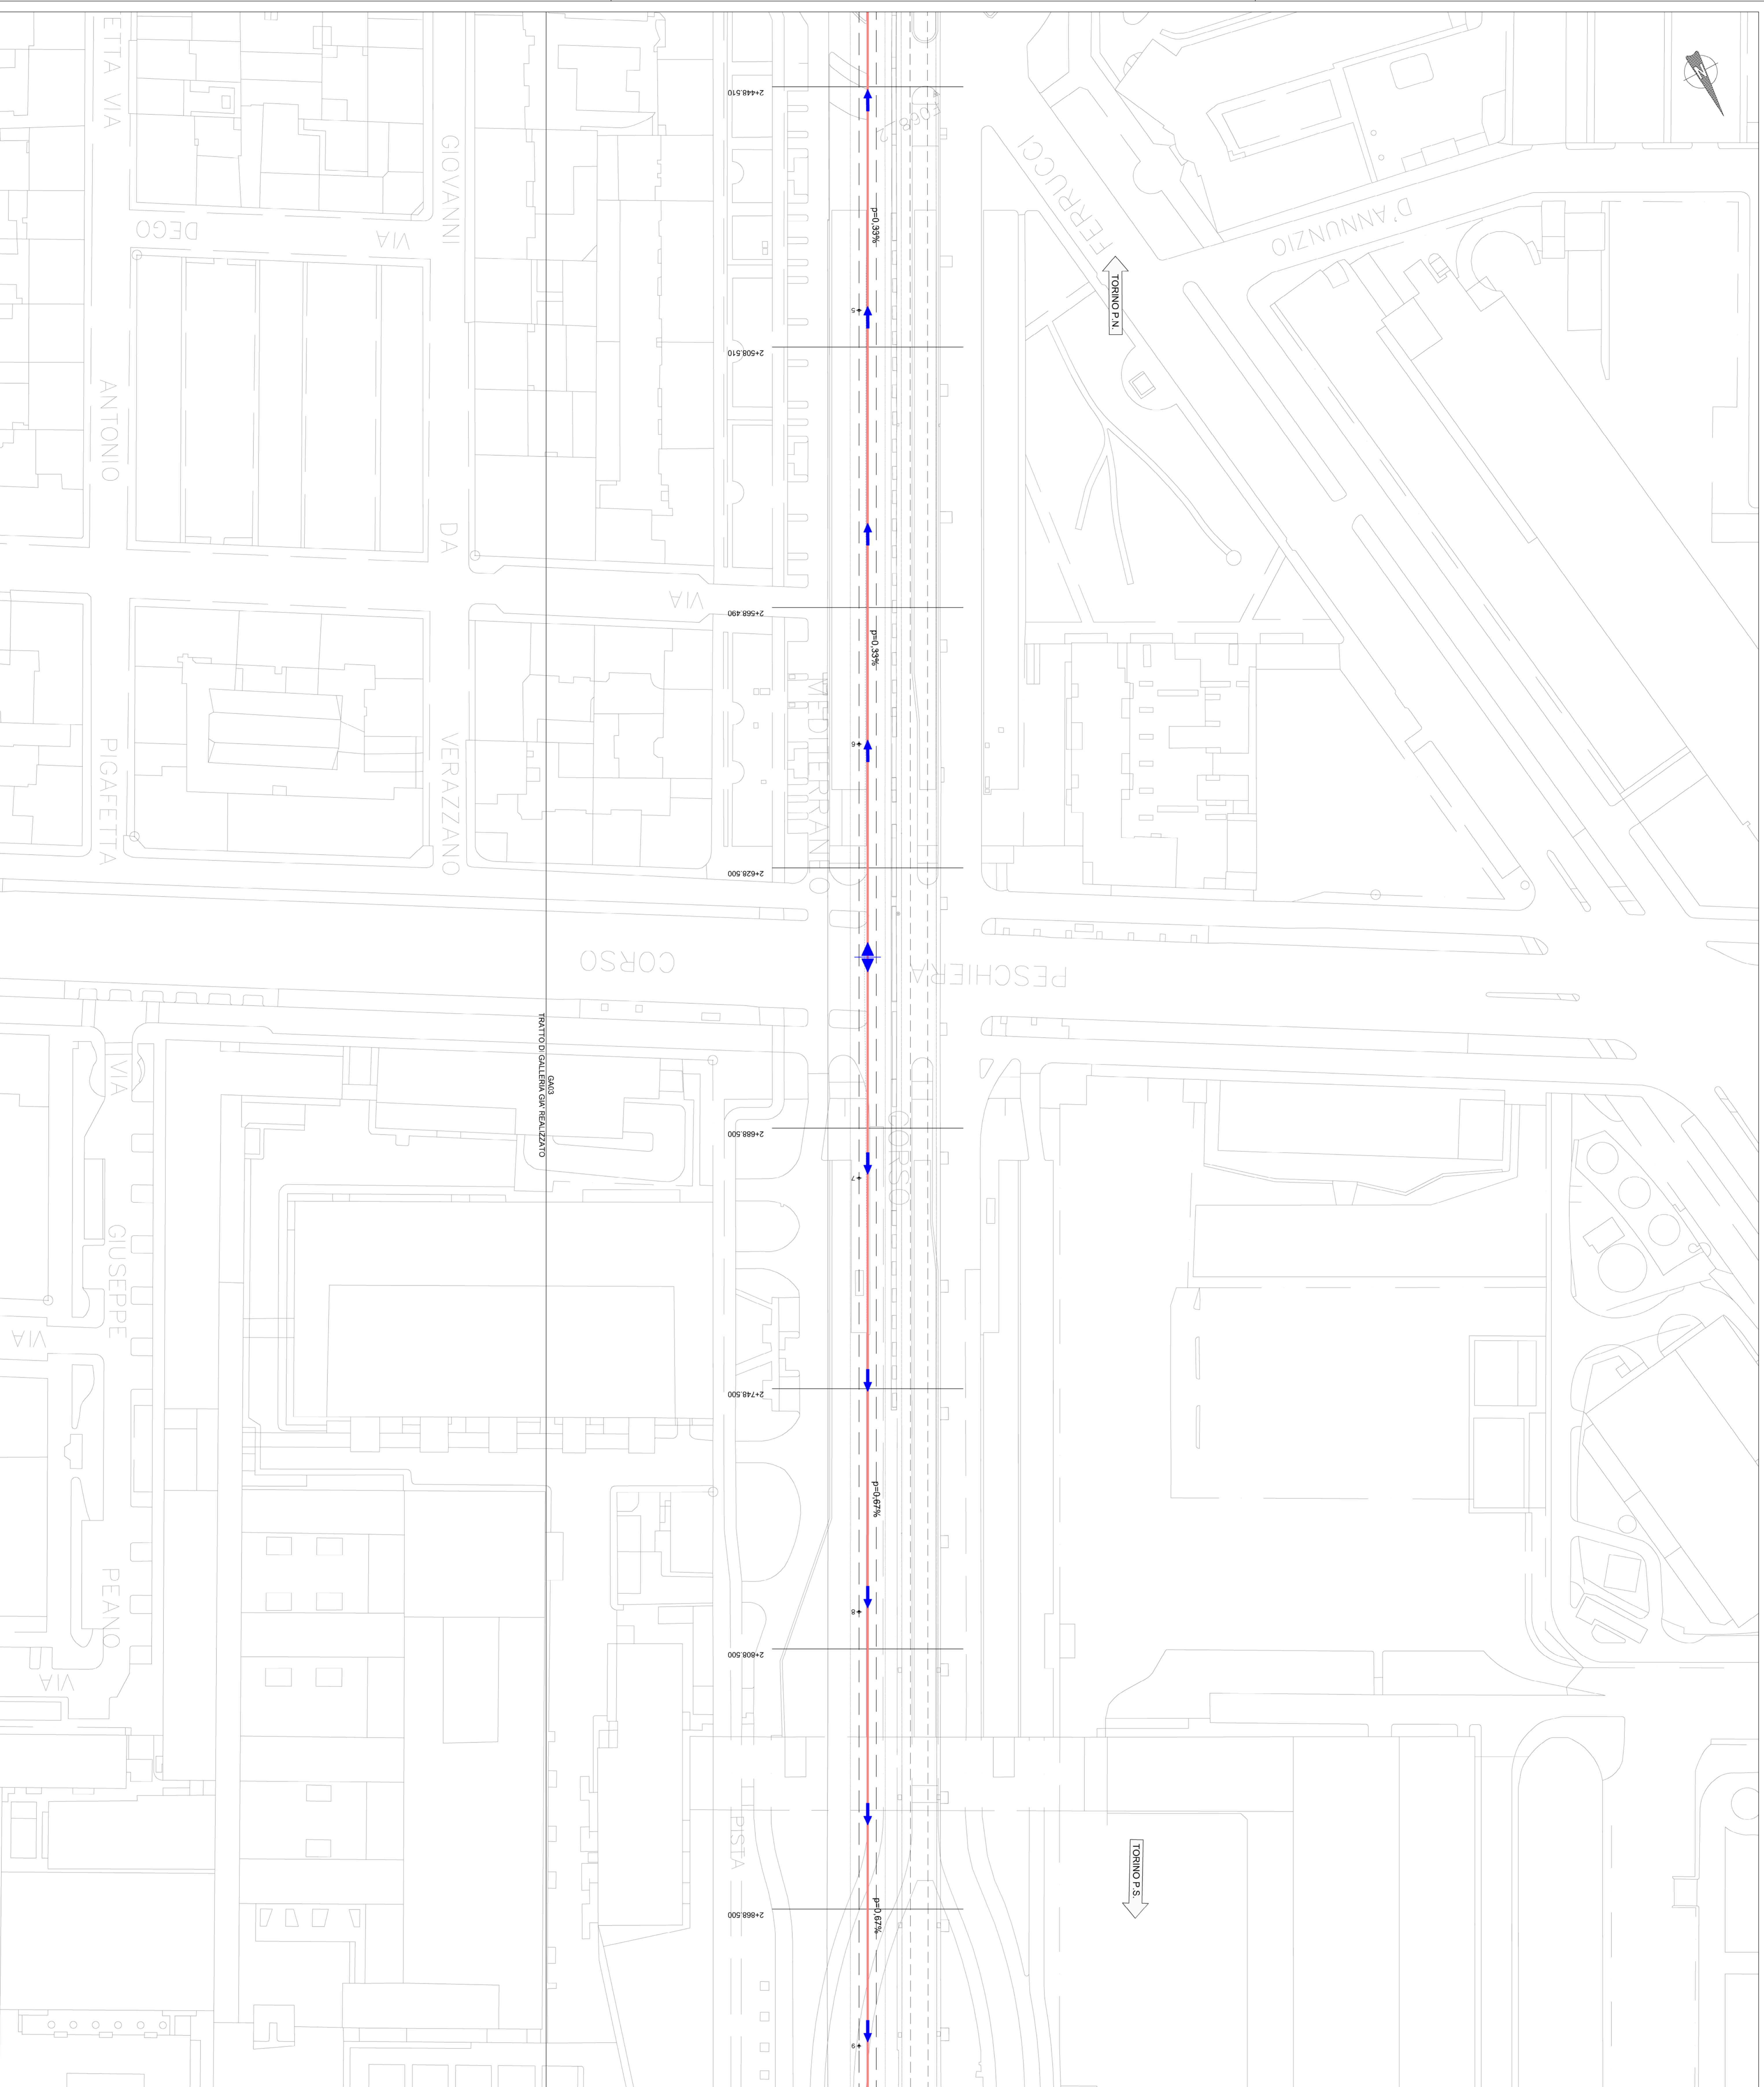 ETTA VIA
GIOVANNI
2+448.510
FERRUCCI
D'ANNUNZIO
N
DEGO
VIA
p=0,33%
TORINO P.N.
5
2+508.510
ANTONIO
DA
VIA
2+568.490
p=0,33%
MEDITERRANEO
6
PIGAFETTA
VERAZZANO
2+628.500
CORSO
PESCHIERA
GA03
TRATTO DI GALLERIA GIA' REALIZZATO
VIA
2+688.500
CORSO
7
GIUSEPPE
VIA
2+748.500
p=0,67%
PEANO
8
2+808.500
VIA
PISTA
TORINO P.S.
2+868.500
p=0,67%
9